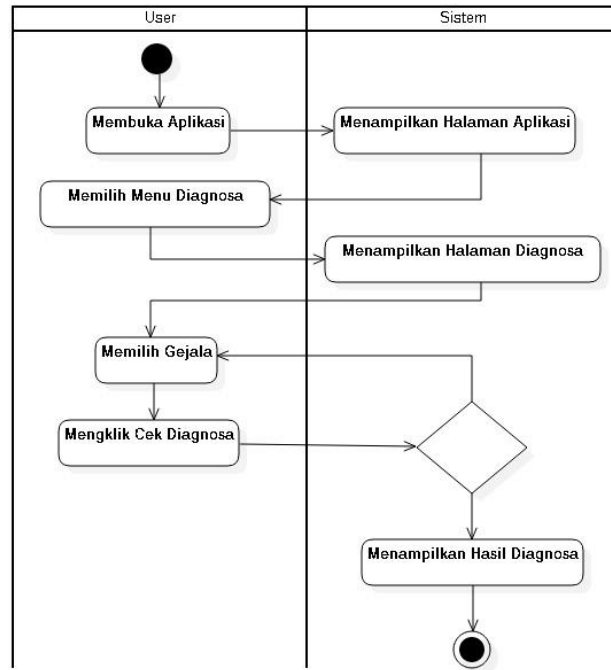 User
Sistem
Membuka Aplikasi
Menampilkan Halaman Aplikasi
Memilih Menu Diagnosa
Menampilkan Halaman Diagnosa
Memilih Gejala
Mengklik Cek Diagnosa
Menampilkan Hasil Diagnosa